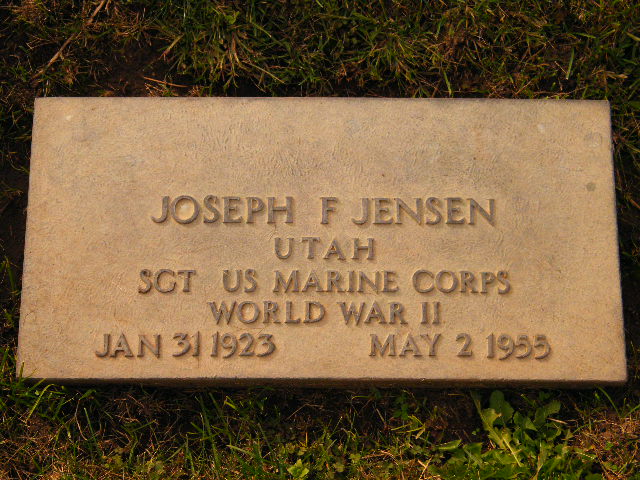 JOSEPH F JENSEN
UTAH
SGT US MARINE CORPS
WORLD WAR II
JAN 31 1923 MAY 2 1955